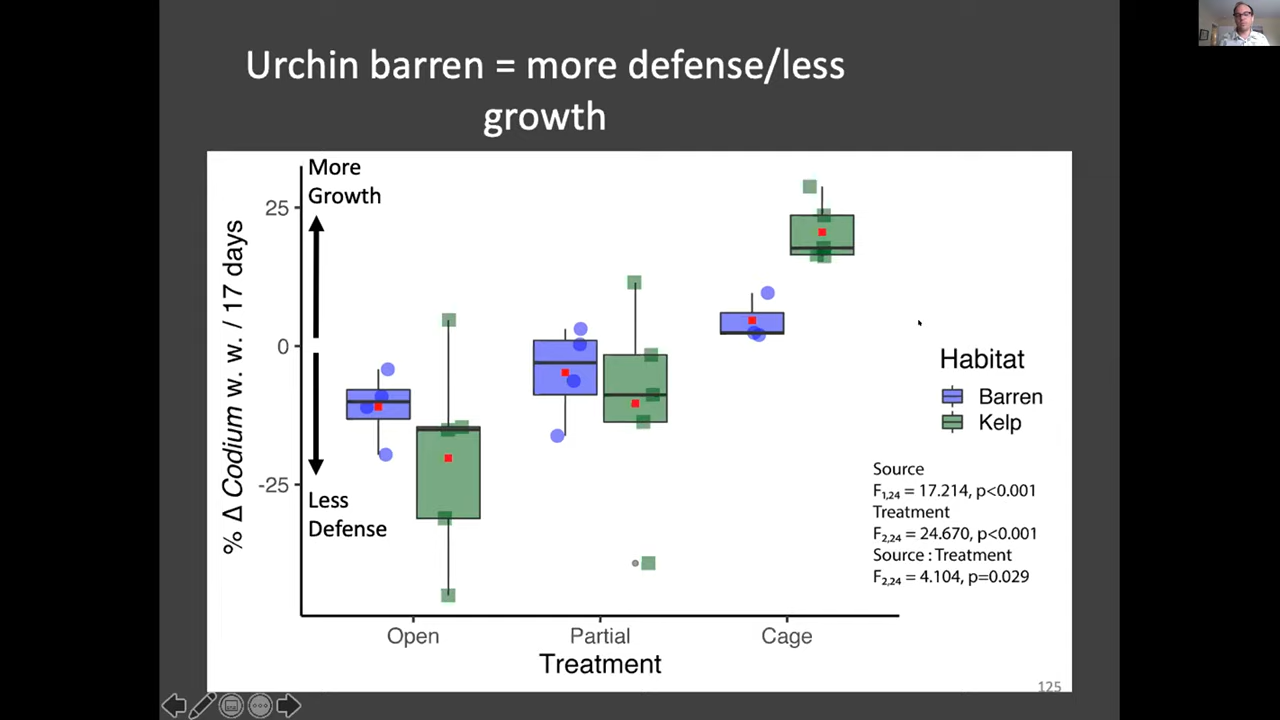 Urchin barren = more defense/less
growth
More
Growth
25
0
-25
% Δ Codium w. w. / 17 days
Less
Defense
Habitat
Barren
Kelp
Source
F₁,₂₄ = 17.214, p<0.001
Treatment
F₂,₂₄ = 24.670, p<0.001
Source : Treatment
F₂,₂₄ = 4.104, p=0.029
Open
Partial
Cage
Treatment
125